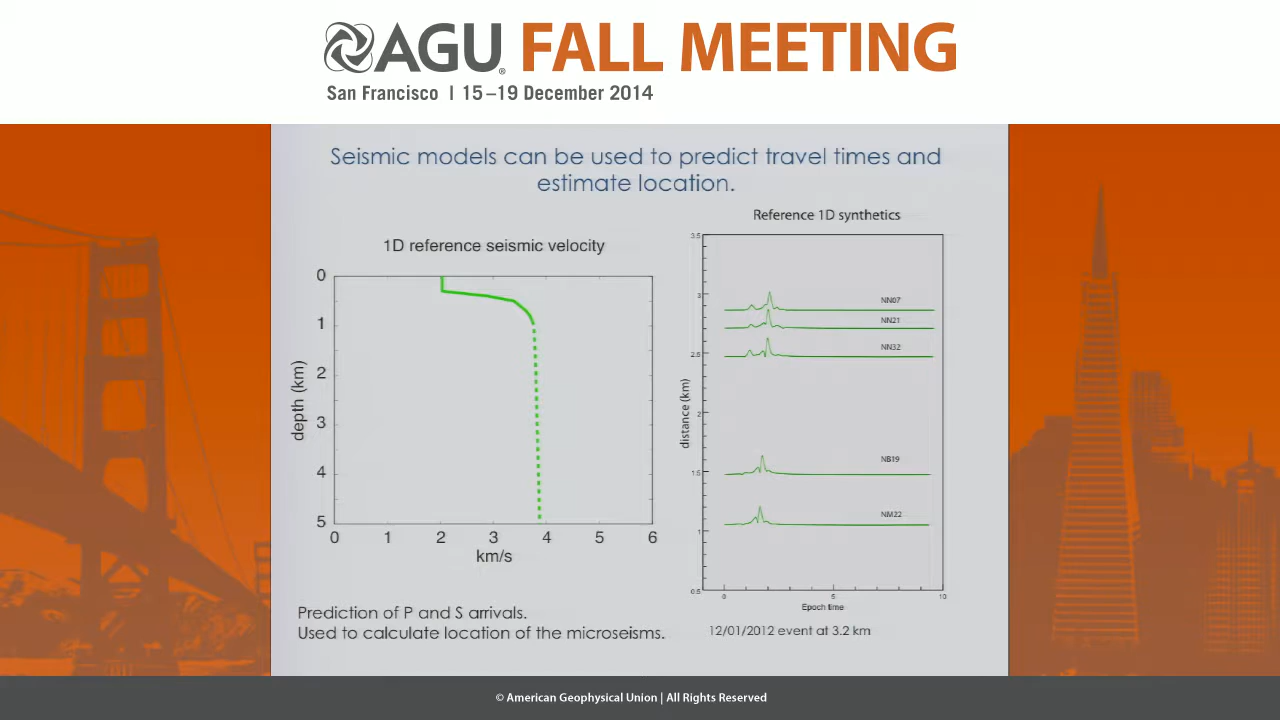 AGU FALL MEETING
San Francisco | 15–19 December 2014
Seismic models can be used to predict travel times and
estimate location.
1D reference seismic velocity
0
1
2
3
4
5
depth (km)
0 1 2 3 4 5 6
km/s
Reference 1D synthetics
3.5
3
2.5
2
1.5
1
0.5
distance (km)
NN07
NN21
NN32
NB19
NM22
0 5 10
Epoch time
Prediction of P and S arrivals.
Used to calculate location of the microseisms.
12/01/2012 event at 3.2 km
© American Geophysical Union | All Rights Reserved